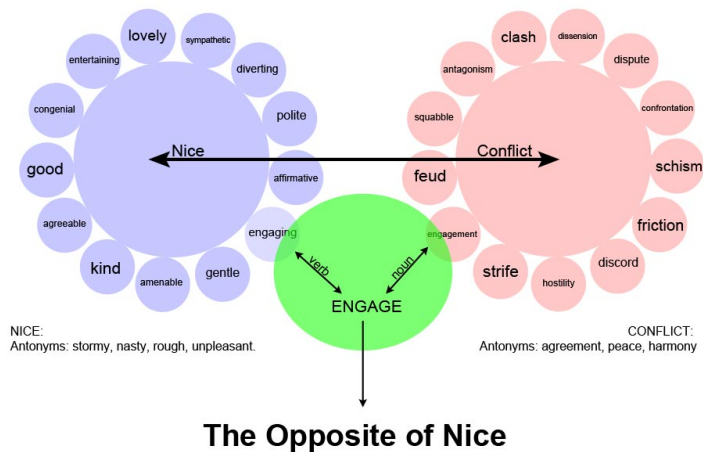 lovely
sympathetic
entertaining
diverting
congenial
polite
Nice
good
affirmative
agreeable
engaging
kind
amenable
gentle
clash
dissension
antagonism
dispute
squabble
confrontation
Conflict
feud
schism
engagement
friction
strife
hostility
discord
verb
noun
ENGAGE
NICE:
Antonyms: stormy, nasty, rough, unpleasant.
CONFLICT:
Antonyms: agreement, peace, harmony
The Opposite of Nice